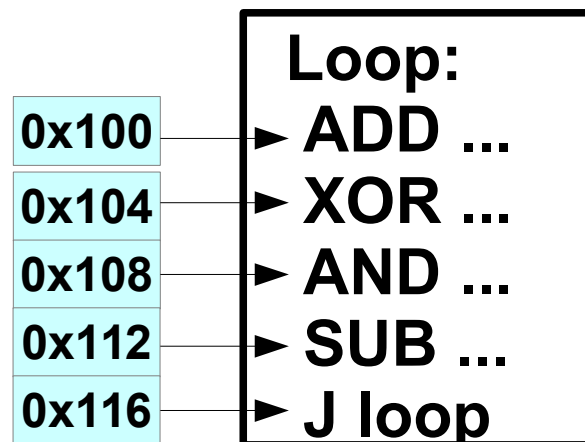 Loop:
0x100 ADD ...
0x104 XOR ...
0x108 AND ...
0x112 SUB ...
0x116 J loop